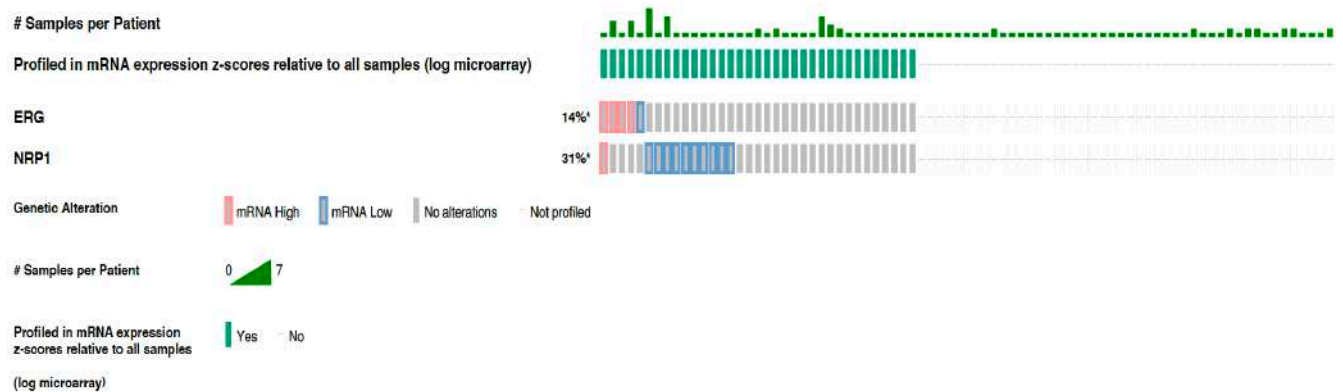 # Samples per Patient
Profiled in mRNA expression z-scores relative to all samples (log microarray)
ERG 14%*
NRP1 31%*
Genetic Alteration mRNA High mRNA Low No alterations Not profiled
# Samples per Patient 0 7
Profiled in mRNA expression Yes No
z-scores relative to all samples
(log microarray)